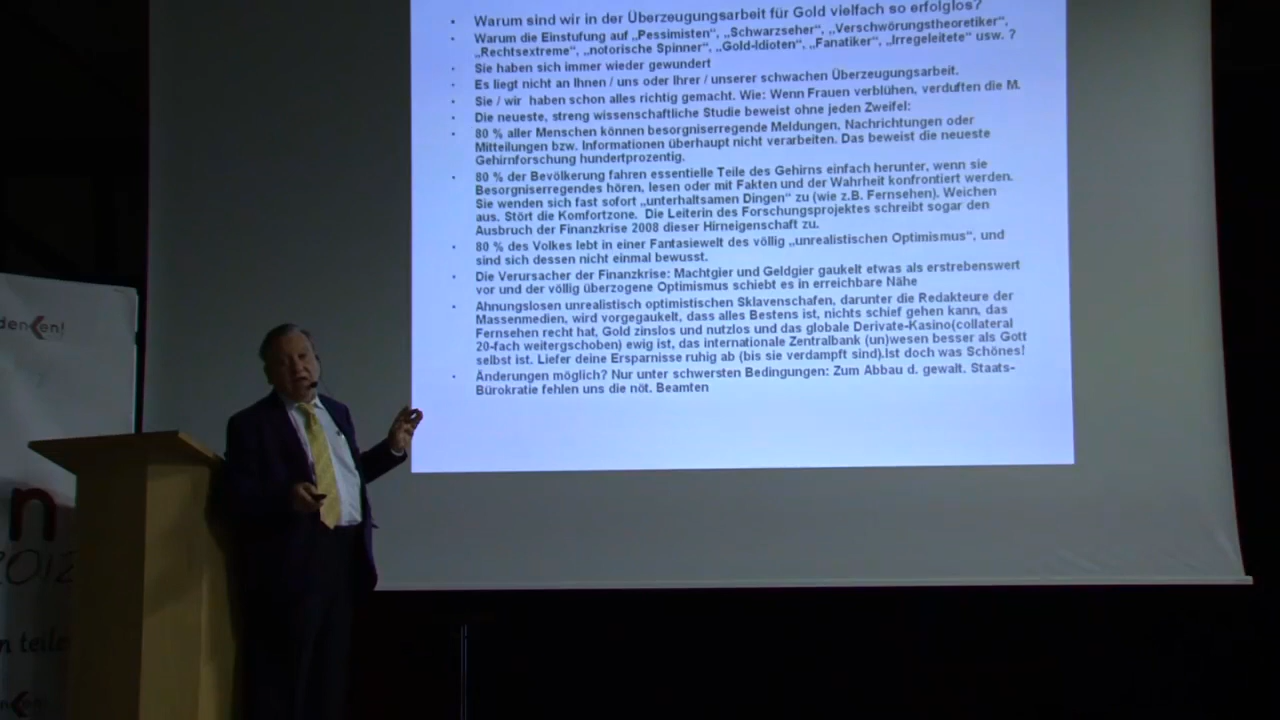 Warum sind wir in der Überzeugungsarbeit für Gold vielfach so erfolglos?
Warum die Einstufung auf „Pessimisten“, „Schwarzseher“, „Verschwörungstheoretiker“,
„Rechtsextreme“, „notorische Spinner“, „Gold-Idioten“, „Fanatiker“, „Irregeleitete“ usw. ?
Sie haben sich immer wieder gewundert
Es liegt nicht an Ihnen / uns oder Ihrer / unserer schwachen Überzeugungsarbeit.
Sie / wir haben schon alles richtig gemacht. Wie: Wenn Frauen verblühen, verduften die M.
Die neueste, streng wissenschaftliche Studie beweist ohne jeden Zweifel:
80 % aller Menschen können besorgniserregende Meldungen, Nachrichten oder
Mitteilungen bzw. Informationen überhaupt nicht verarbeiten. Das beweist die neueste
Gehirnforschung hundertprozentig.
80 % der Bevölkerung fahren essentielle Teile des Gehirns einfach herunter, wenn sie
Besorgniserregendes hören, lesen oder mit Fakten und der Wahrheit konfrontiert werden.
Sie wenden sich fast sofort „unterhaltsamen Dingen“ zu (wie z.B. Fernsehen). Weichen
aus. Stört die Komfortzone. Die Leiterin des Forschungsprojektes schreibt sogar den
Ausbruch der Finanzkrise 2008 dieser Hirneigenschaft zu.
80 % des Volkes lebt in einer Fantasiewelt des völlig „unrealistischen Optimismus“, und
sind sich dessen nicht einmal bewusst.
Die Verursacher der Finanzkrise: Machtgier und Geldgier gaukelt etwas als erstrebenswert
vor und der völlig überzogene Optimismus schiebt es in erreichbare Nähe
Ahnungslosen unrealistisch optimistischen Sklavenschafen, darunter die Redakteure der
Massenmedien, wird vorgegaukelt, dass alles Bestens ist, nichts schief gehen kann, das
Fernsehen recht hat, Gold zinslos und nutzlos und das globale Derivate-Kasino(collateral
20-fach weitergschoben) ewig ist, das internationale Zentralbank (un)wesen besser als Gott
selbst ist. Liefer deine Ersparnisse ruhig ab (bis sie verdampft sind).Ist doch was Schönes!
Änderungen möglich? Nur unter schwersten Bedingungen: Zum Abbau d. gewalt. Staats-
Bürokratie fehlen uns die nöt. Beamten
den en!
n
2012
n teile
en!